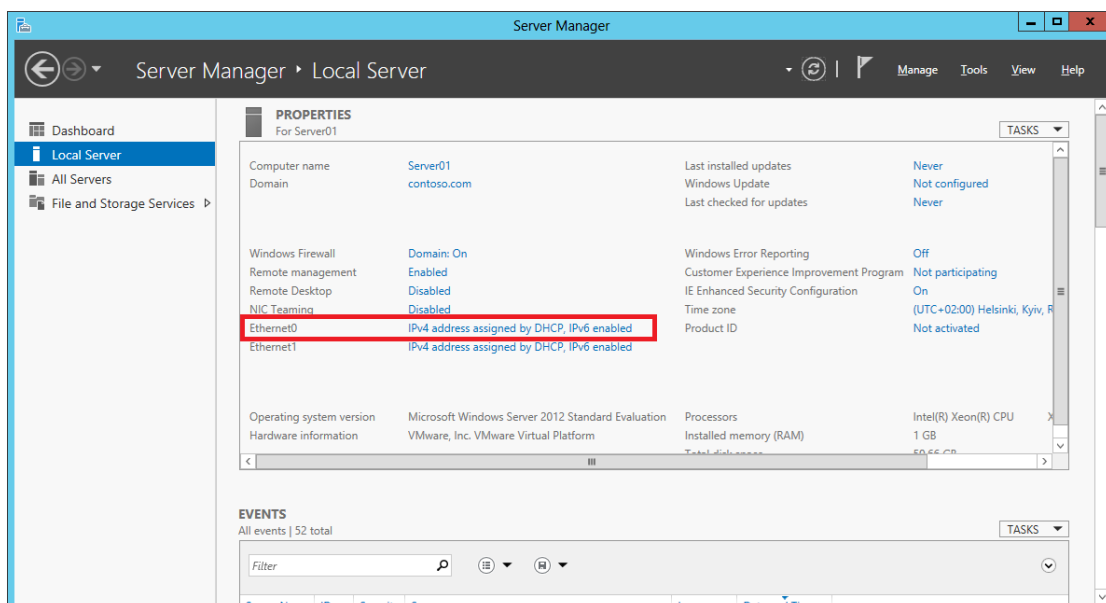 Server Manager
Server Manager • Local Server
Manage Tools View Help
Dashboard
Local Server
All Servers
File and Storage Services
PROPERTIES
For Server01
TASKS
Computer name Server01 Last installed updates Never
Domain contoso.com Windows Update Not configured
Last checked for updates Never
Windows Firewall Domain: On Windows Error Reporting Off
Remote management Enabled Customer Experience Improvement Program Not participating
Remote Desktop Disabled IE Enhanced Security Configuration On
NIC Teaming Disabled Time zone (UTC+02:00) Helsinki, Kyiv, R
Ethernet0 IPv4 address assigned by DHCP, IPv6 enabled Product ID Not activated
Ethernet1 IPv4 address assigned by DHCP, IPv6 enabled
Operating system version Microsoft Windows Server 2012 Standard Evaluation Processors Intel(R) Xeon(R) CPU X
Hardware information VMware, Inc. VMware Virtual Platform Installed memory (RAM) 1 GB
Total disk space 59.66 GB
EVENTS
All events | 52 total
TASKS
Filter